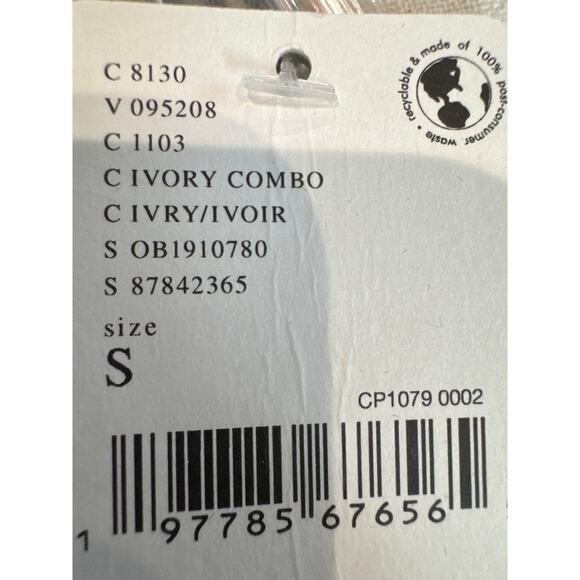 C 8130
V 095208
C 1103
C IVORY COMBO
C IVRY/IVOIR
S OB1910780
S 87842365
size
S
recyclable & made of 100% post-consumer waste •
CP1079 0002
1 97785 67656